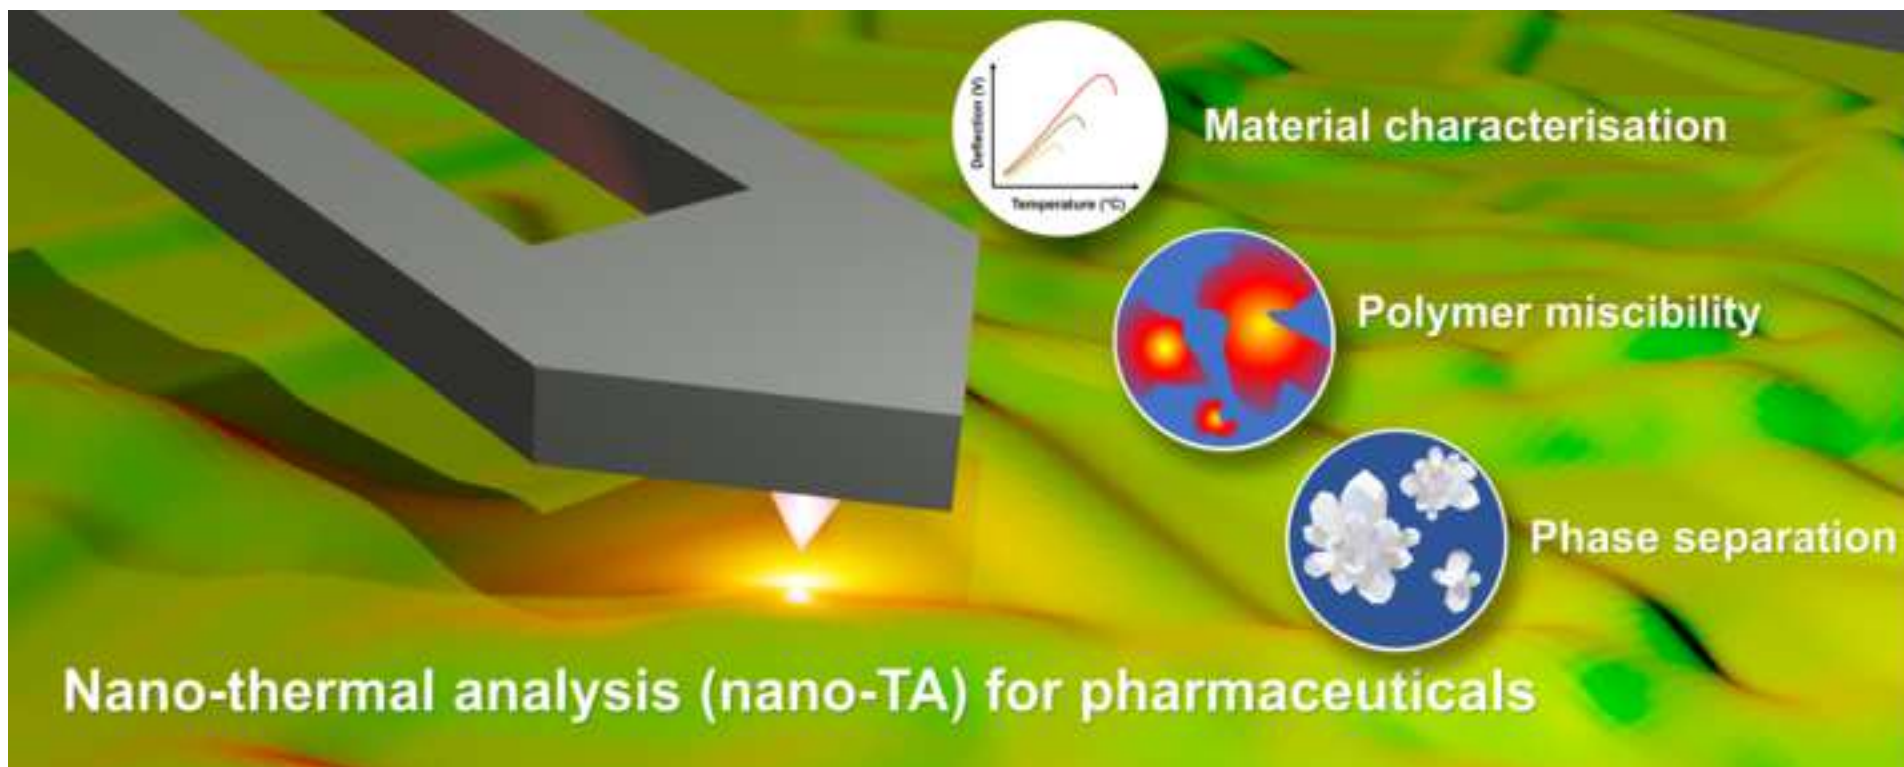 Deflection (V)
Temperature (°C)
Material characterisation
Polymer miscibility
Phase separation
Nano-thermal analysis (nano-TA) for pharmaceuticals